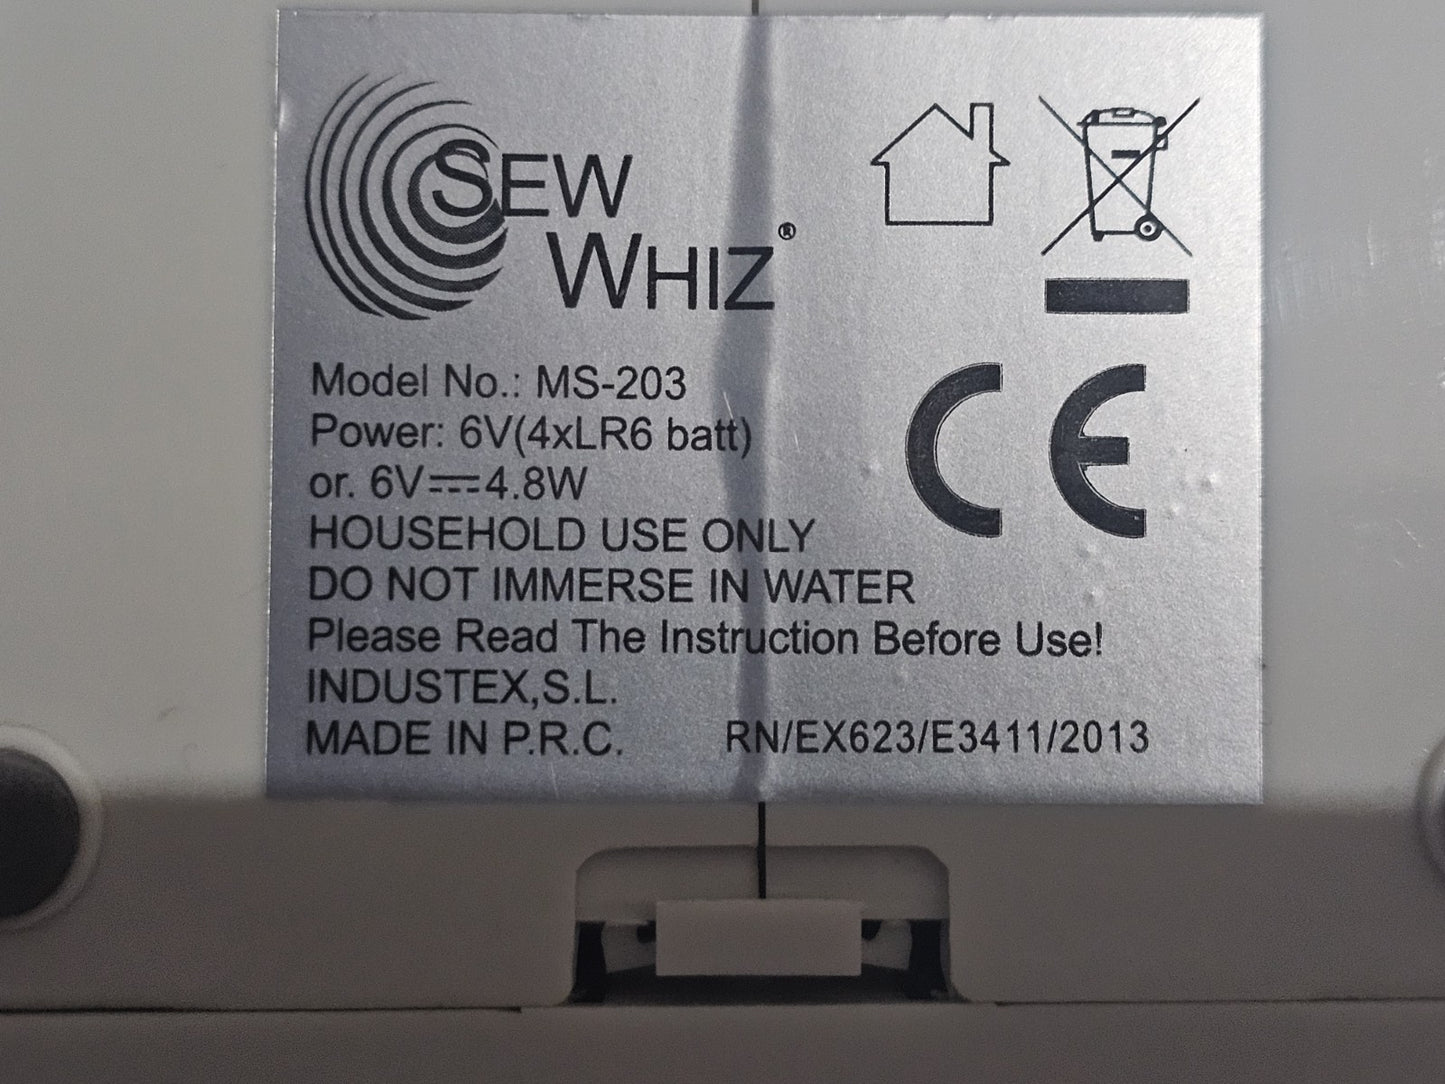 SEW
WHIZ®
Model No.: MS-203
Power: 6V(4xLR6 batt)
or. 6V⎓4.8W
HOUSEHOLD USE ONLY
DO NOT IMMERSE IN WATER
Please Read The Instruction Before Use!
INDUSTEX,S.L.
MADE IN P.R.C. RN/EX623/E3411/2013
CE